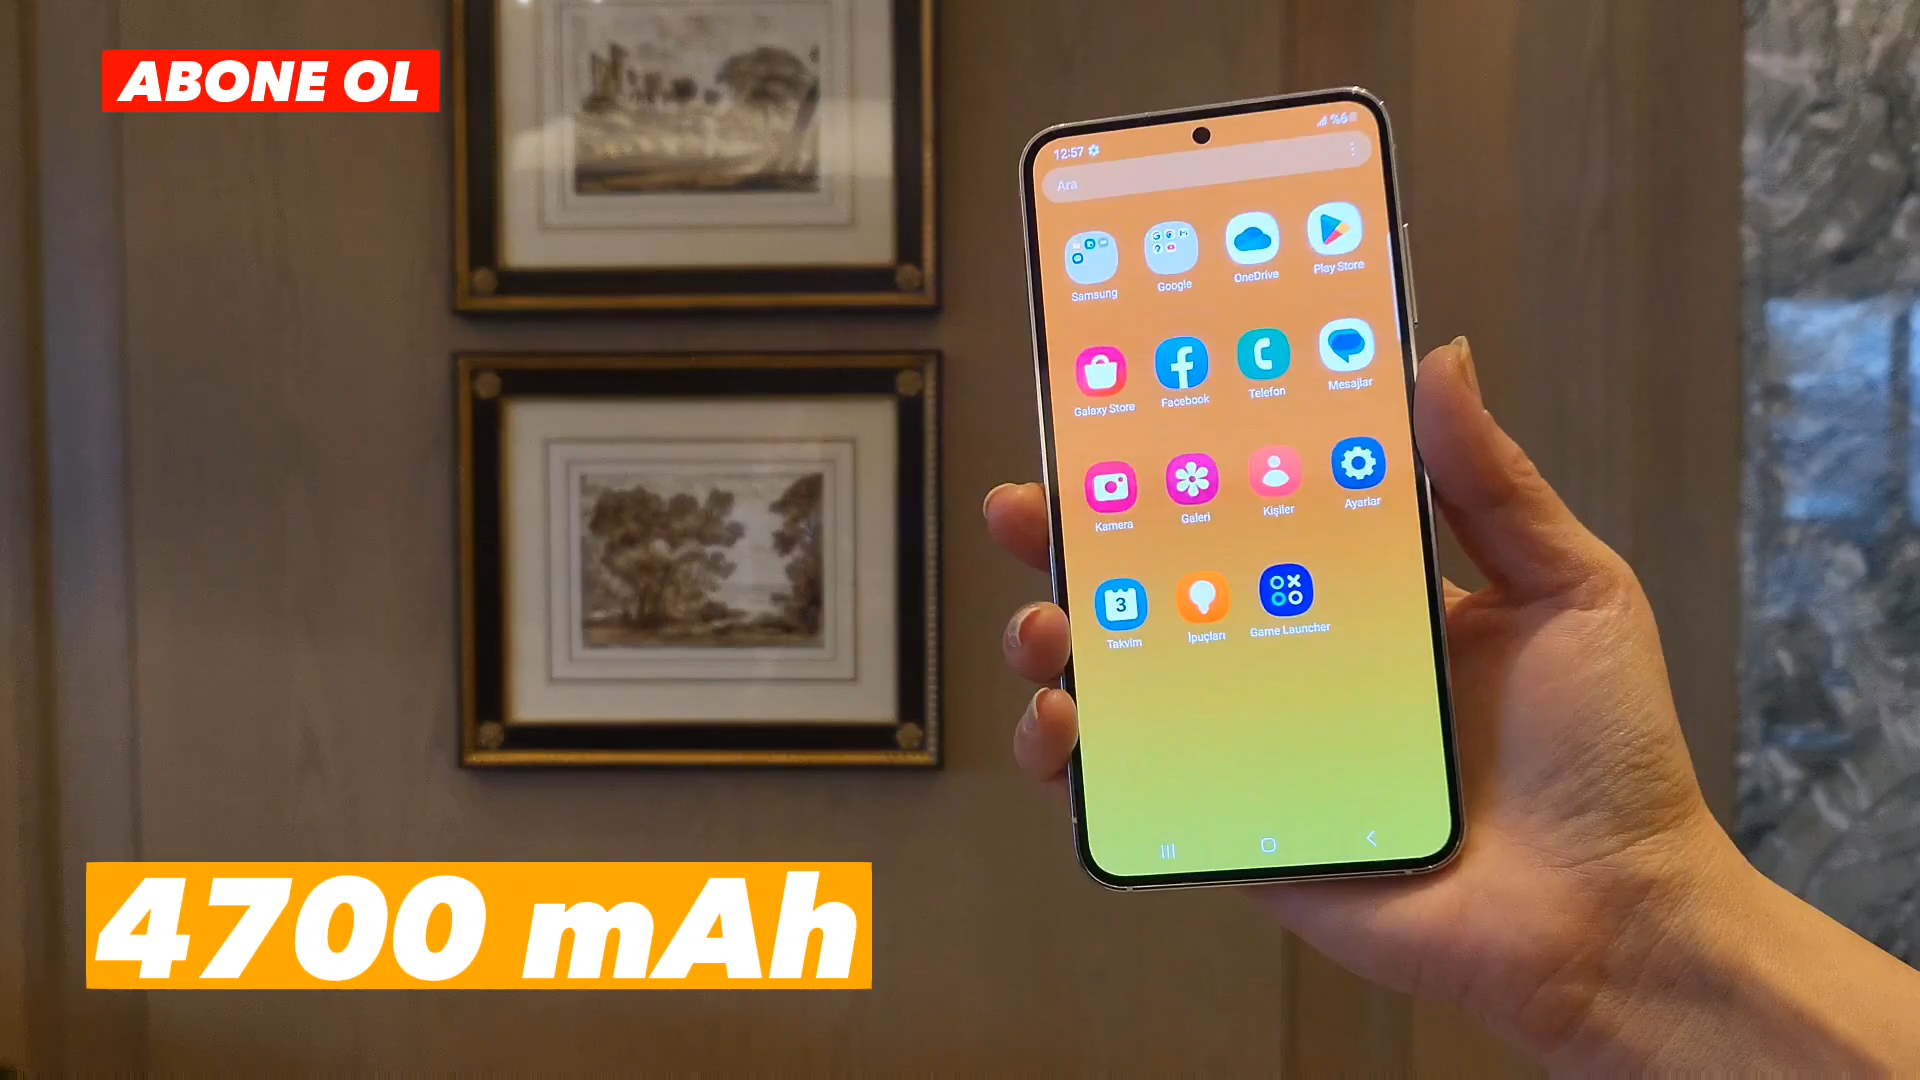 ABONE OL
12:57
Ara
Samsung
Google
OneDrive
Play Store
Galaxy Store
Facebook
Telefon
Mesajlar
Kamera
Galeri
Kişiler
Ayarlar
3
Takvim
İpuçları
Game Launcher
4700 mAh